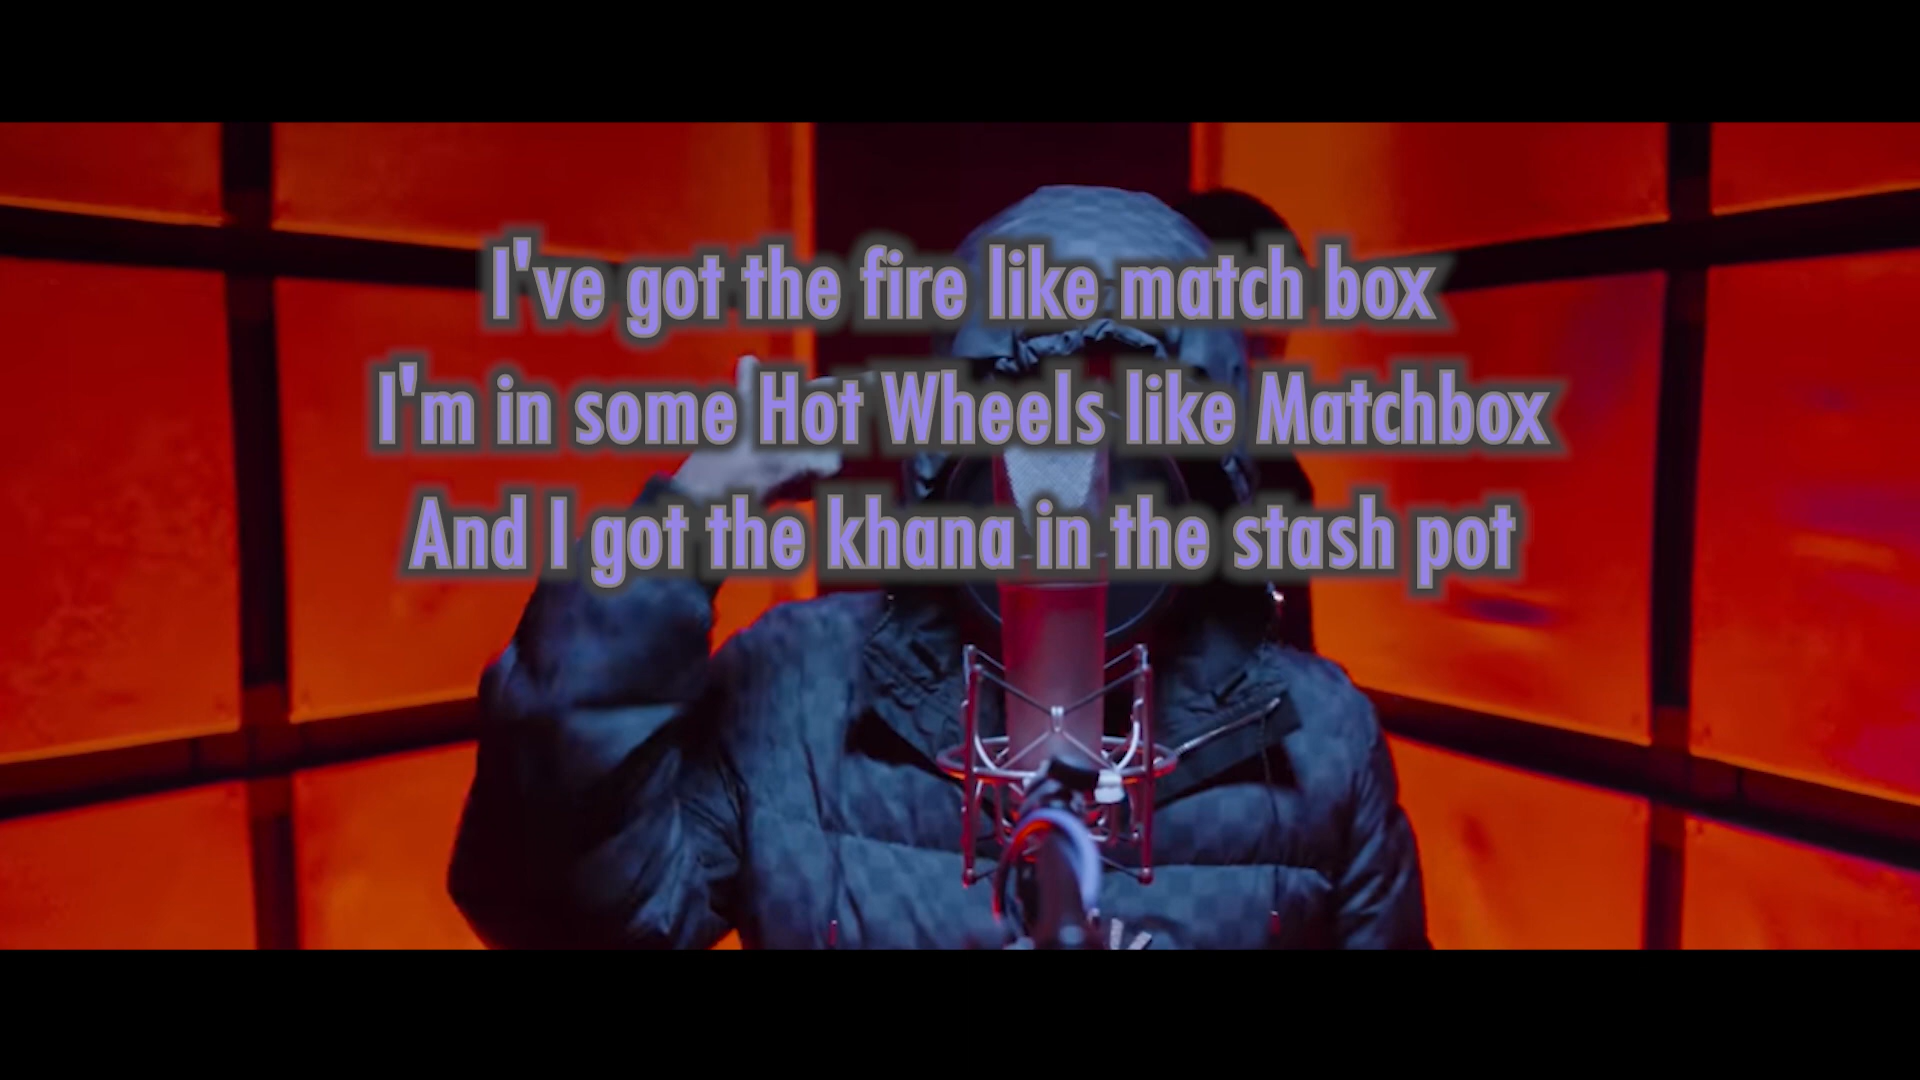 I've got the fire like match box
I'm in some Hot Wheels like Matchbox
And I got the khana in the stash pot